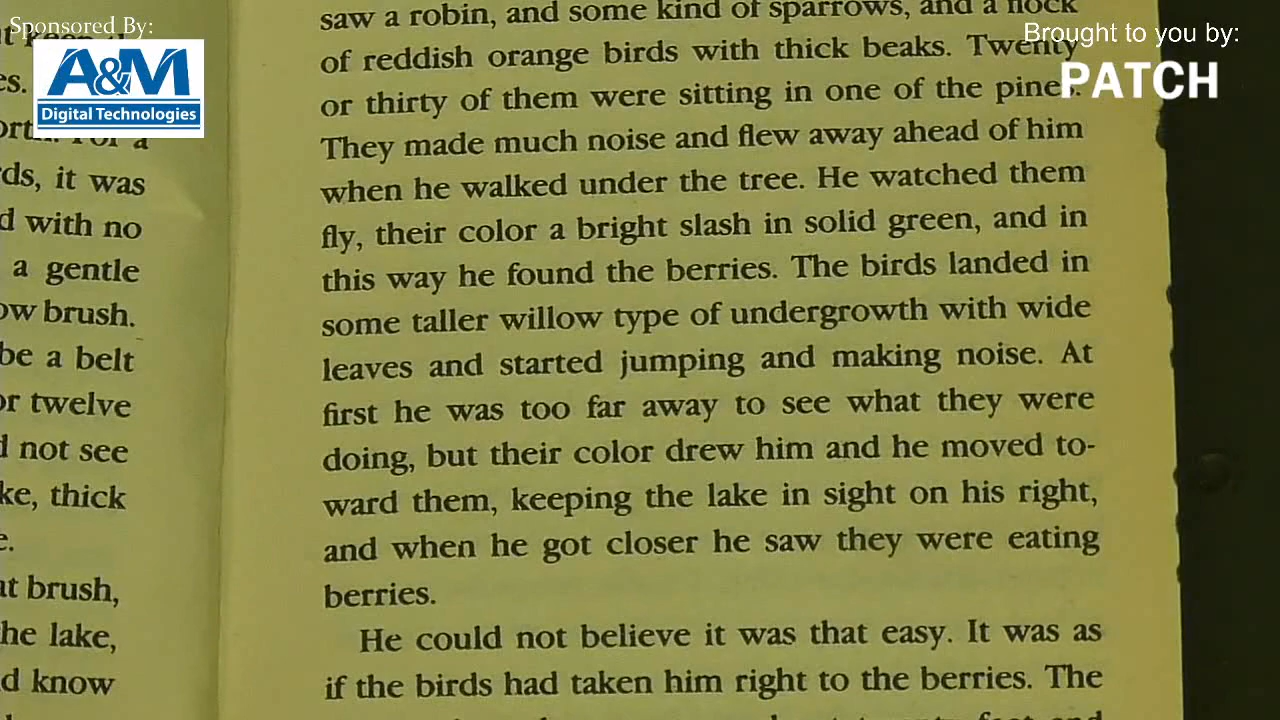 Sponsored By:
A&M
Digital Technologies
Brought to you by:
PATCH
es.
a
ds, it was
d with no
a gentle
ow brush.
be a belt
or twelve
d not see
ke, thick
e.
at brush,
he lake,
d know
saw a robin, and some kind of sparrows, and a flock
of reddish orange birds with thick beaks. Twenty
or thirty of them were sitting in one of the pines.
They made much noise and flew away ahead of him
when he walked under the tree. He watched them
fly, their color a bright slash in solid green, and in
this way he found the berries. The birds landed in
some taller willow type of undergrowth with wide
leaves and started jumping and making noise. At
first he was too far away to see what they were
doing, but their color drew him and he moved to-
ward them, keeping the lake in sight on his right,
and when he got closer he saw they were eating
berries.
He could not believe it was that easy. It was as
if the birds had taken him right to the berries. The